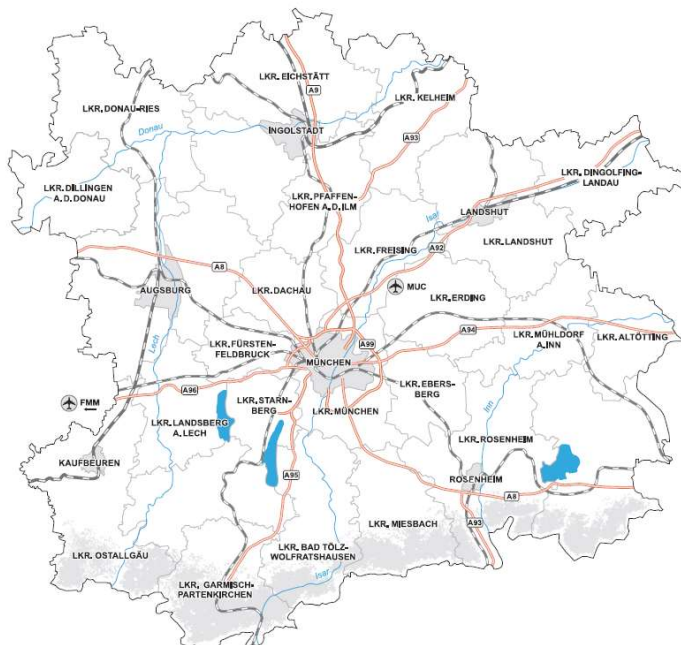 LKR. EICHSTÄTT
A9
LKR. KELHEIM
LKR. DONAU-RIES
Donau
INGOLSTADT
A93
LKR. DINGOLFING-
LANDAU
LKR. DILLINGEN
A.D. DONAU
LKR. PFAFFEN-
HOFEN A.D. ILM
Isar
LANDSHUT
LKR. FREISING
A92
LKR. LANDSHUT
A8
AUGSBURG
LKR. DACHAU
MUC
LKR. ERDING
Lech
LKR. FÜRSTEN-
FELDBRUCK
A99
A94
LKR. MÜHLDORF
A. INN
LKR. ALTÖTTING
MÜNCHEN
A96
LKR. STARN-
BERG
LKR. EBERS-
BERG
FMM
LKR. MÜNCHEN
Inn
LKR. LANDSBERG
A. LECH
LKR. ROSENHEIM
KAUFBEUREN
A95
ROSENHEIM
A8
LKR. MIESBACH
A93
LKR. OSTALLGÄU
LKR. BAD TÖLZ-
WOLFRATSHAUSEN
Isar
LKR. GARMISCH-
PARTENKIRCHEN